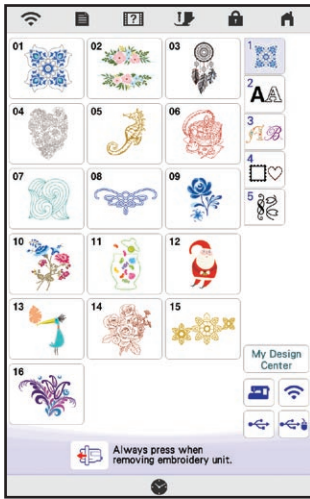 01 02 03 1
2
AA
04 05 06 3
AB
4
07 08 09 5
10 11 12
13 14 15
My Design
Center
16
Always press when
removing embroidery unit.